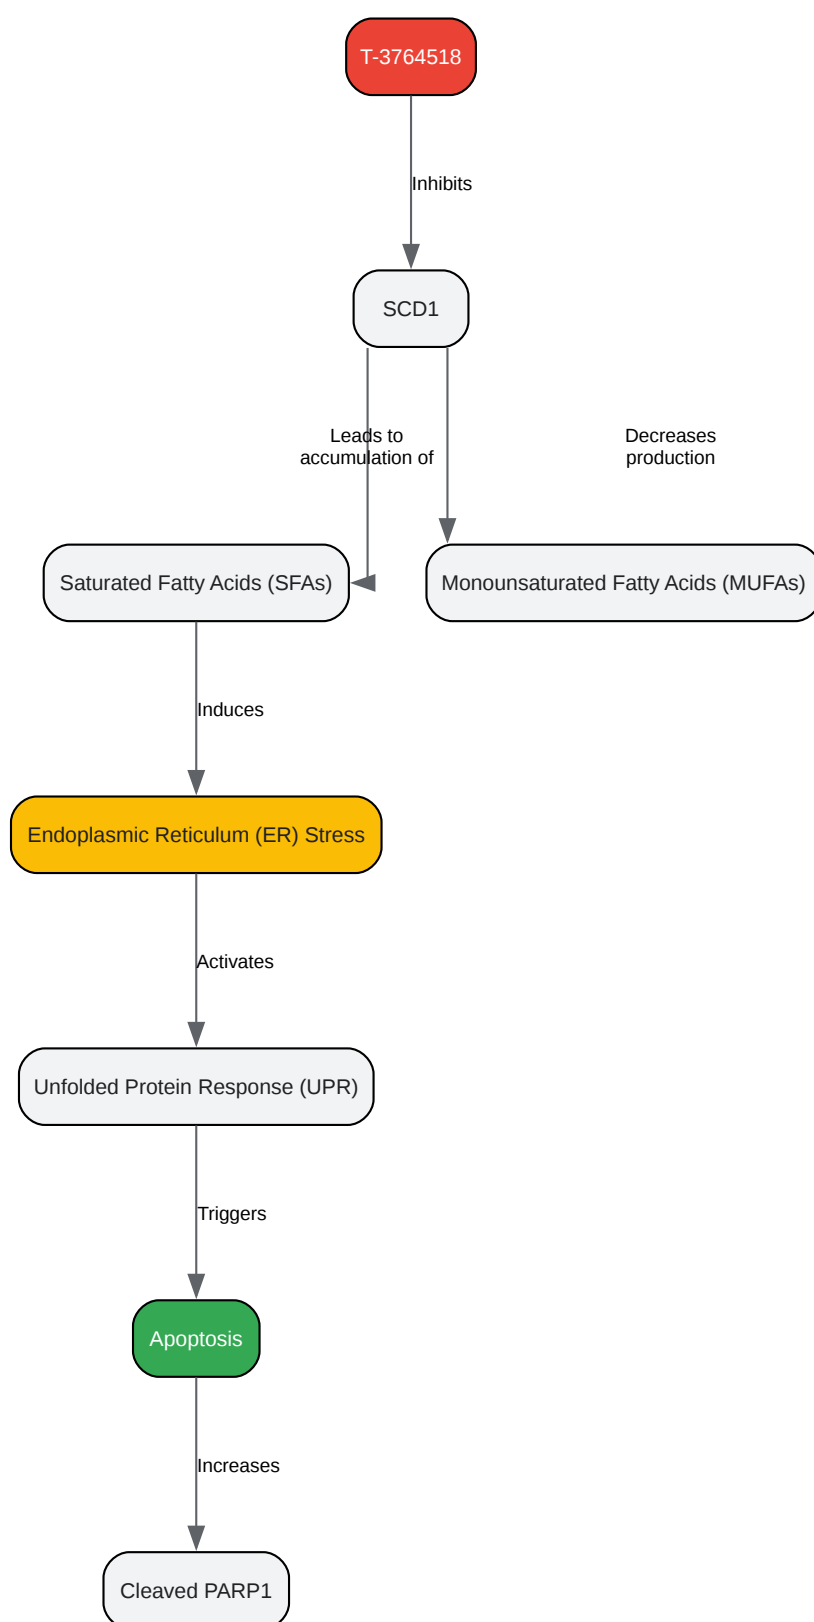 T-3764518
Inhibits
SCD1
Leads to
accumulation of
Decreases
production
Saturated Fatty Acids (SFAs)
Monounsaturated Fatty Acids (MUFAs)
Induces
Endoplasmic Reticulum (ER) Stress
Activates
Unfolded Protein Response (UPR)
Triggers
Apoptosis
Increases
Cleaved PARP1